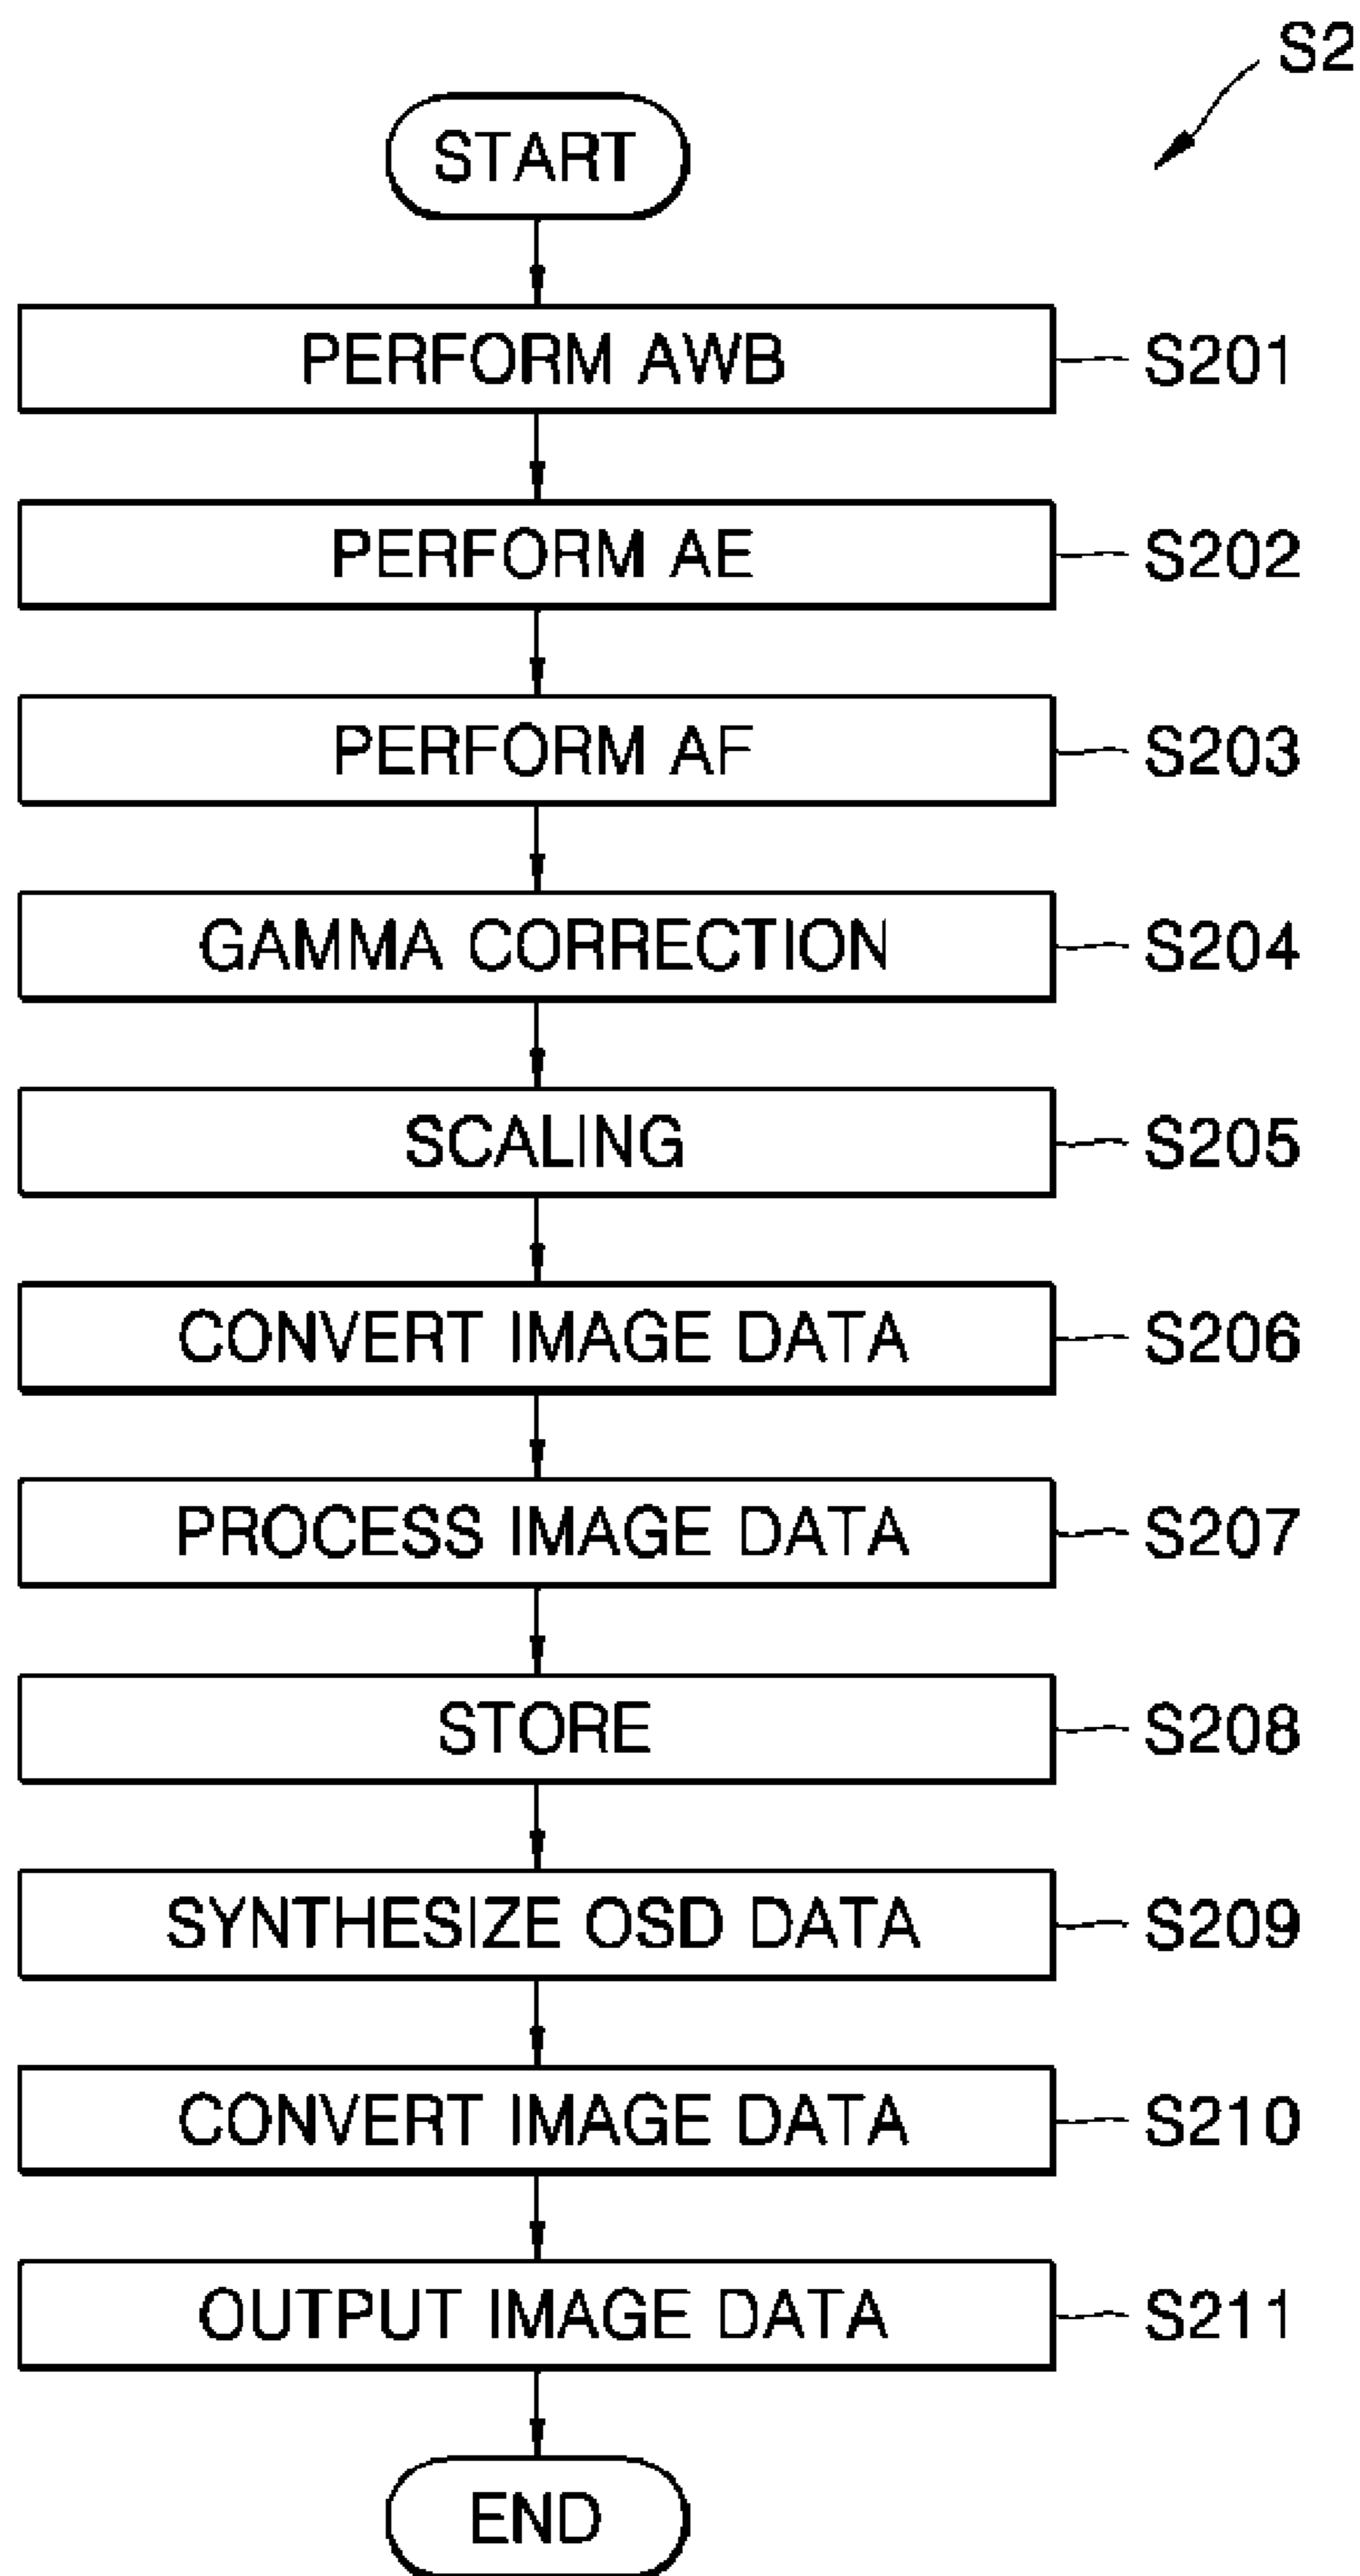 S2
START
PERFORM AWB S201
PERFORM AE S202
PERFORM AF S203
GAMMA CORRECTION S204
SCALING S205
CONVERT IMAGE DATA S206
PROCESS IMAGE DATA S207
STORE S208
SYNTHESIZE OSD DATA S209
CONVERT IMAGE DATA S210
OUTPUT IMAGE DATA S211
END